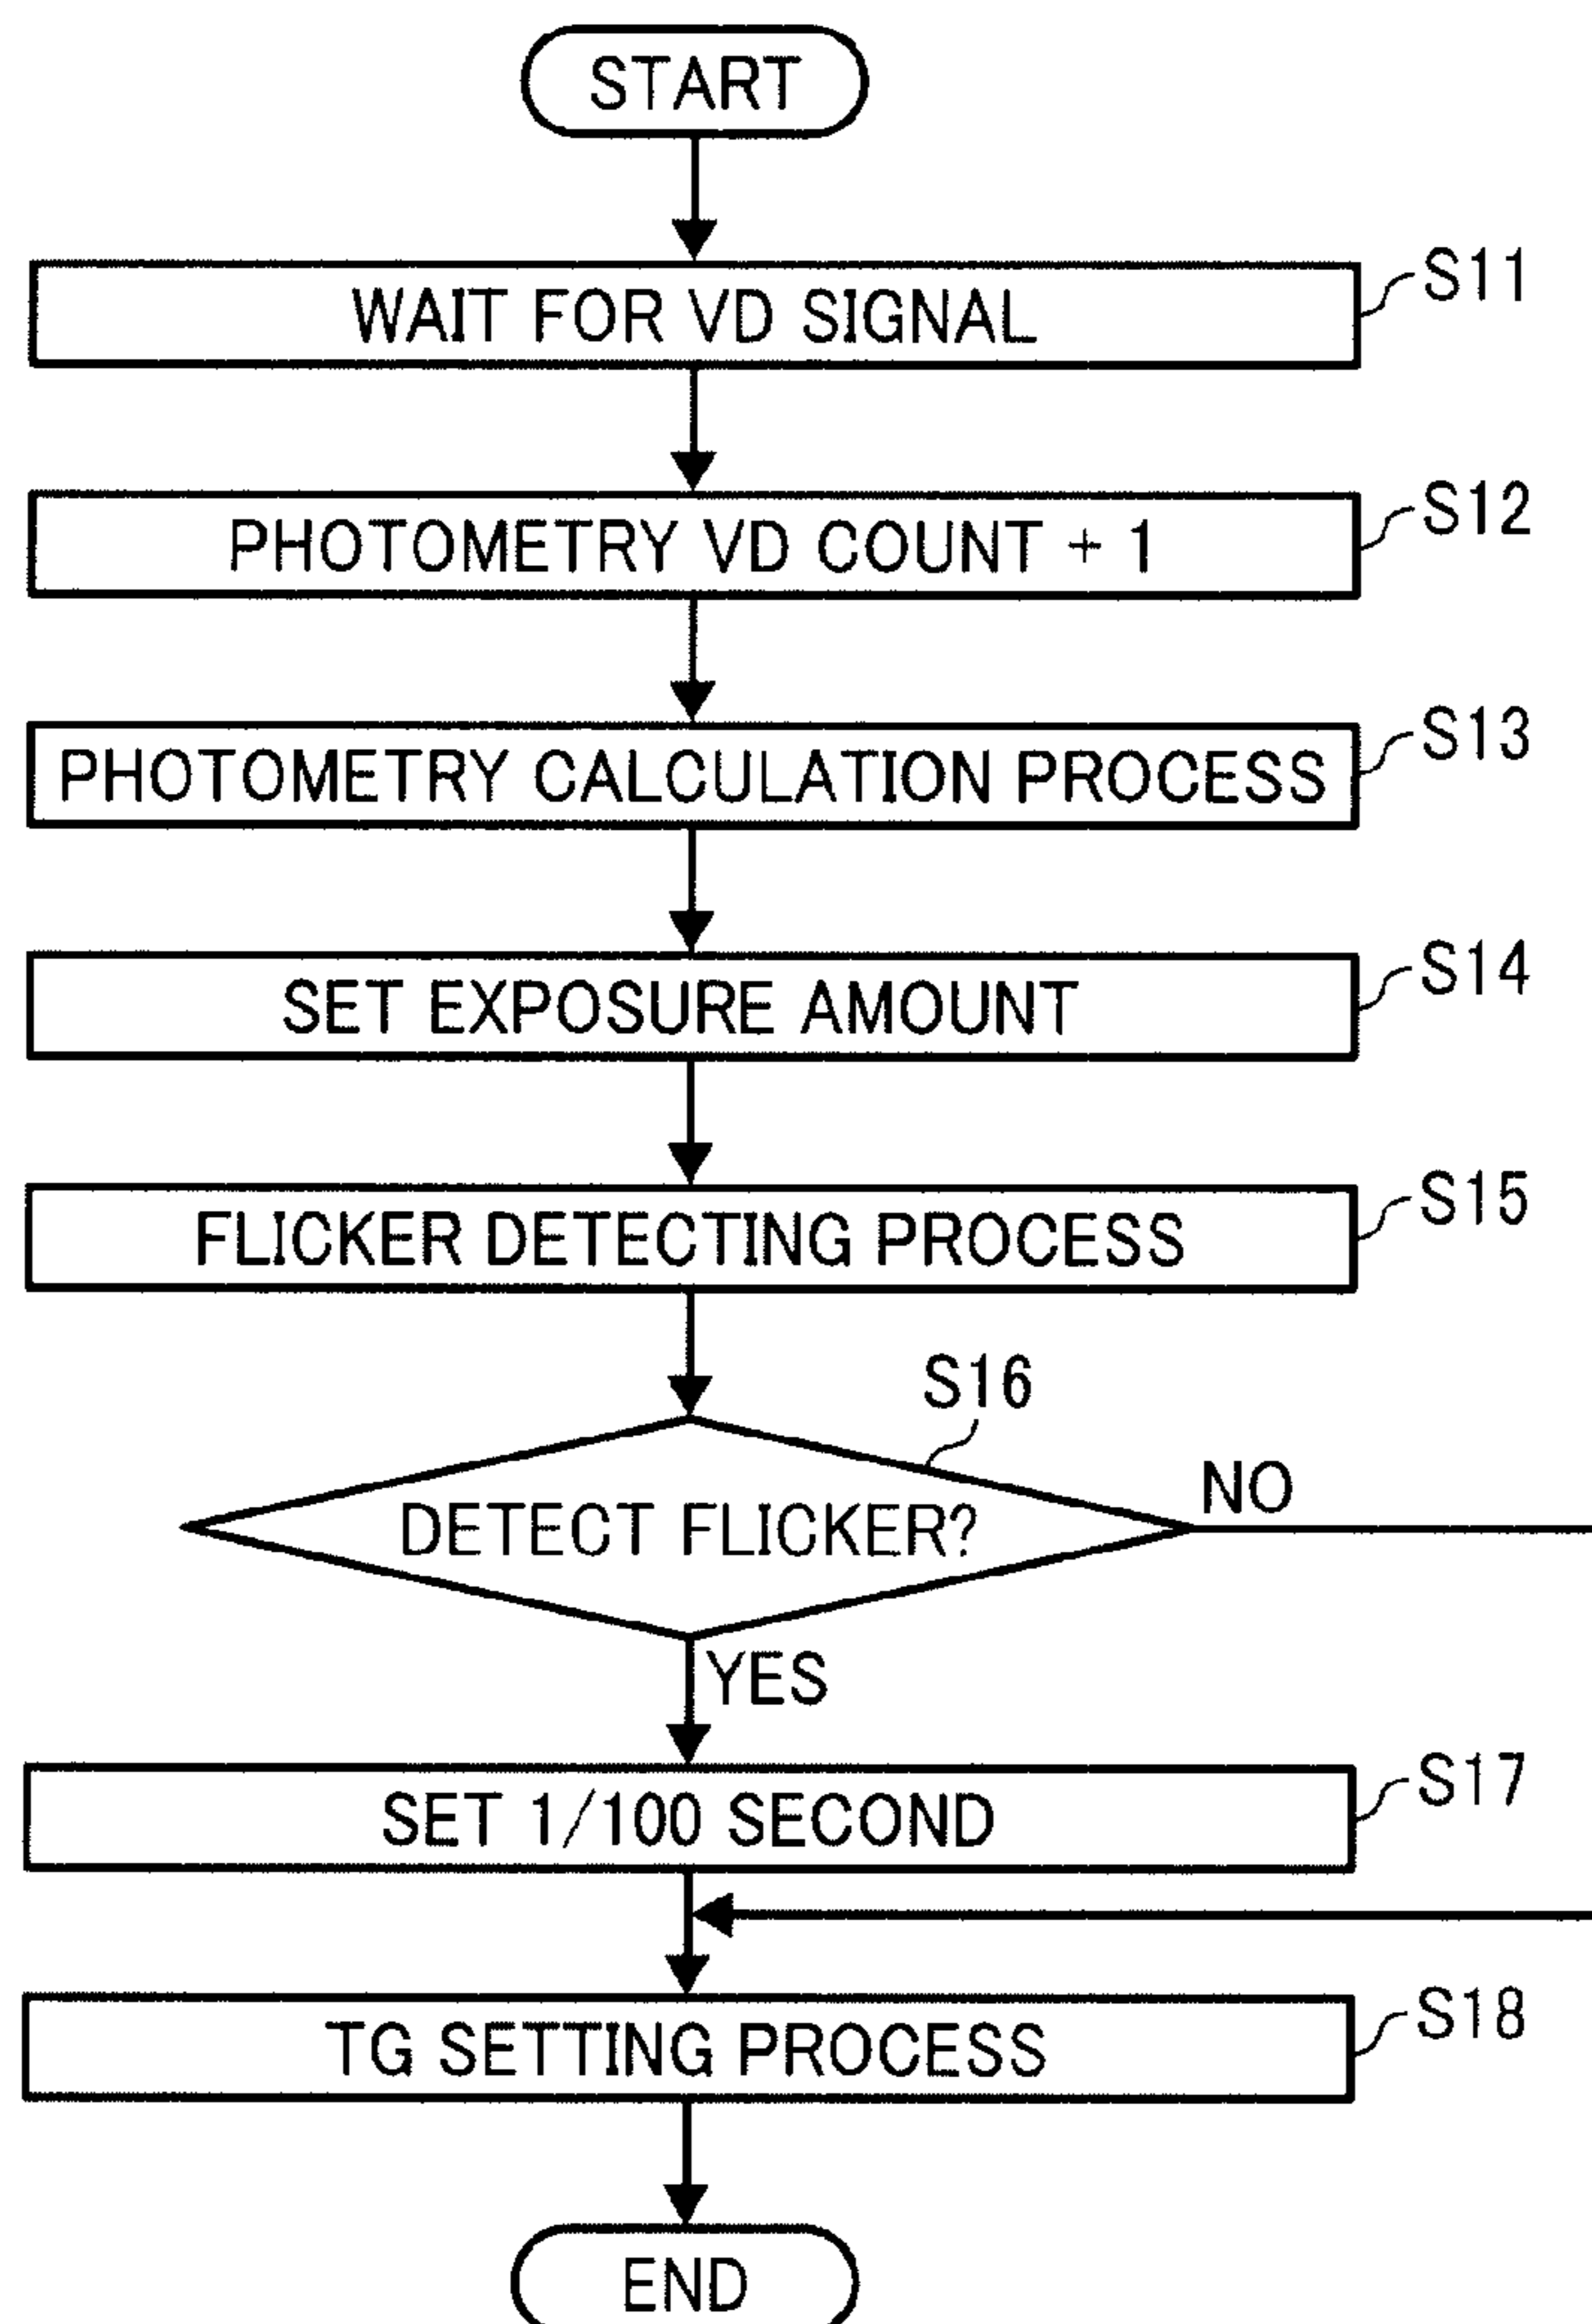 START
WAIT FOR VD SIGNAL
S11
PHOTOMETRY VD COUNT + 1
S12
PHOTOMETRY CALCULATION PROCESS
S13
SET EXPOSURE AMOUNT
S14
FLICKER DETECTING PROCESS
S15
S16
DETECT FLICKER?
NO
YES
SET 1/100 SECOND
S17
TG SETTING PROCESS
S18
END